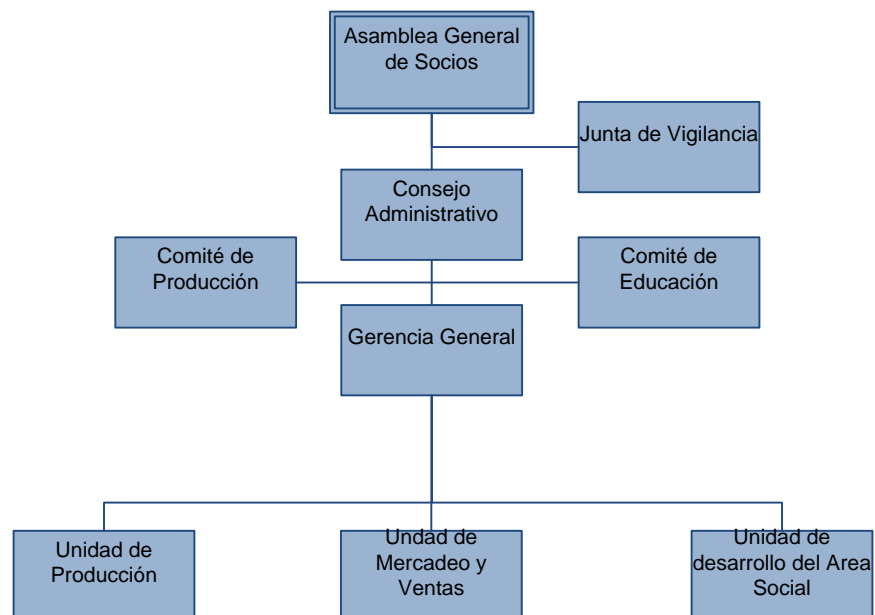 Asamblea General
de Socios
Junta de Vigilancia
Consejo
Administrativo
Comité de
Producción
Comité de
Educación
Gerencia General
Unidad de
Producción
Undad de
Mercadeo y
Ventas
Unidad de
desarrollo del Area
Social